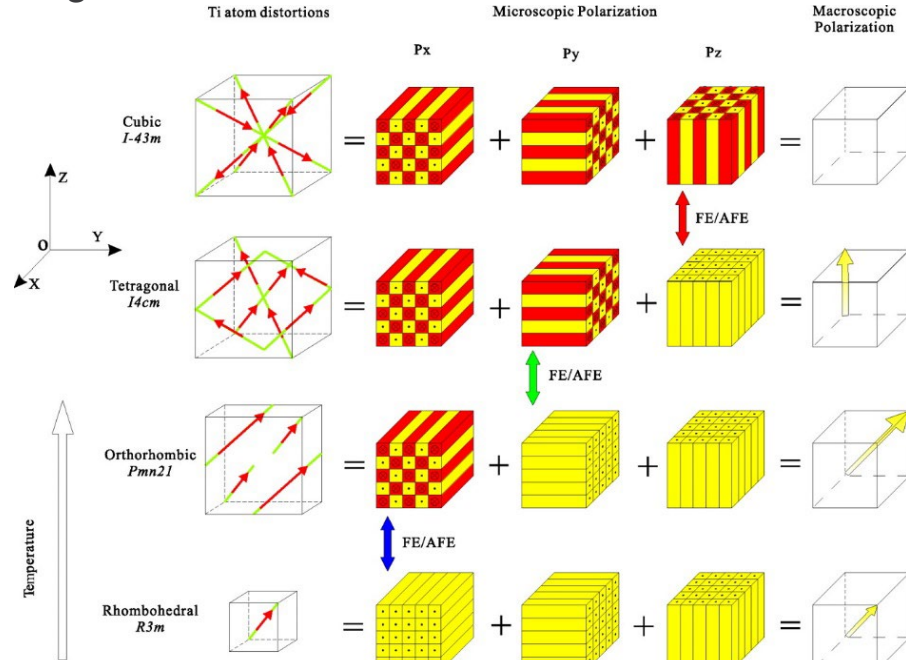 Ti atom distortions
Microscopic Polarization
Macroscopic
Polarization
Px
Py
Pz
Cubic
I-43m
=
+
+
=
Z
O
Y
X
FE/AFE
Tetragonal
I4cm
=
+
+
=
FE/AFE
Orthorhombic
Pmn21
=
+
+
=
FE/AFE
Temperature
Rhombohedral
R3m
=
+
+
=